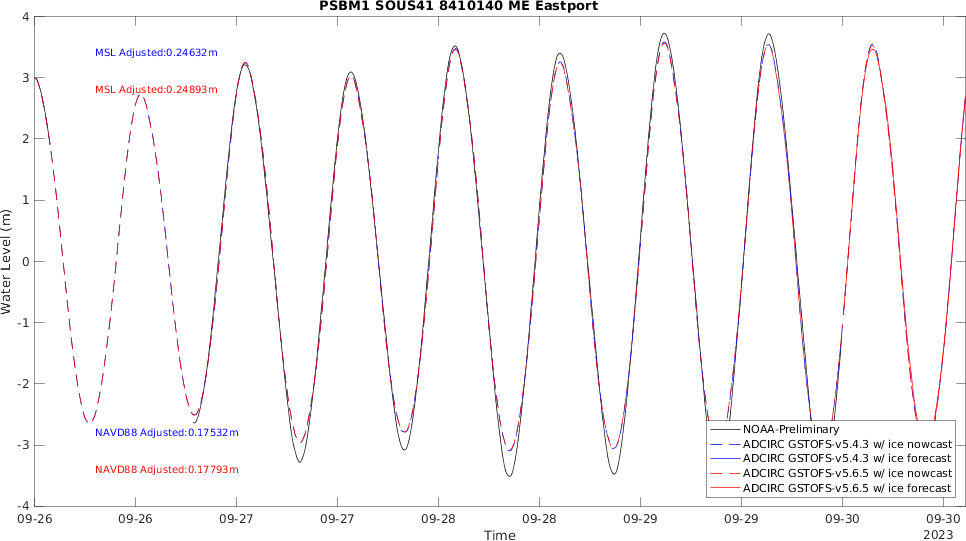 PSBM1 SOUS41 8410140 ME Eastport
4
3
2
1
0
-1
-2
-3
-4
Water Level (m)
MSL Adjusted:0.24632m
MSL Adjusted:0.24893m
NAVD88 Adjusted:0.17532m
NAVD88 Adjusted:0.17793m
NOAA-Preliminary
ADCIRC GSTOFS-v5.4.3 w/ ice nowcast
ADCIRC GSTOFS-v5.4.3 w/ ice forecast
ADCIRC GSTOFS-v5.6.5 w/ ice nowcast
ADCIRC GSTOFS-v5.6.5 w/ ice forecast
09-26 09-26 09-27 09-27 09-28 09-28 09-29 09-29 09-30 09-30
Time
2023